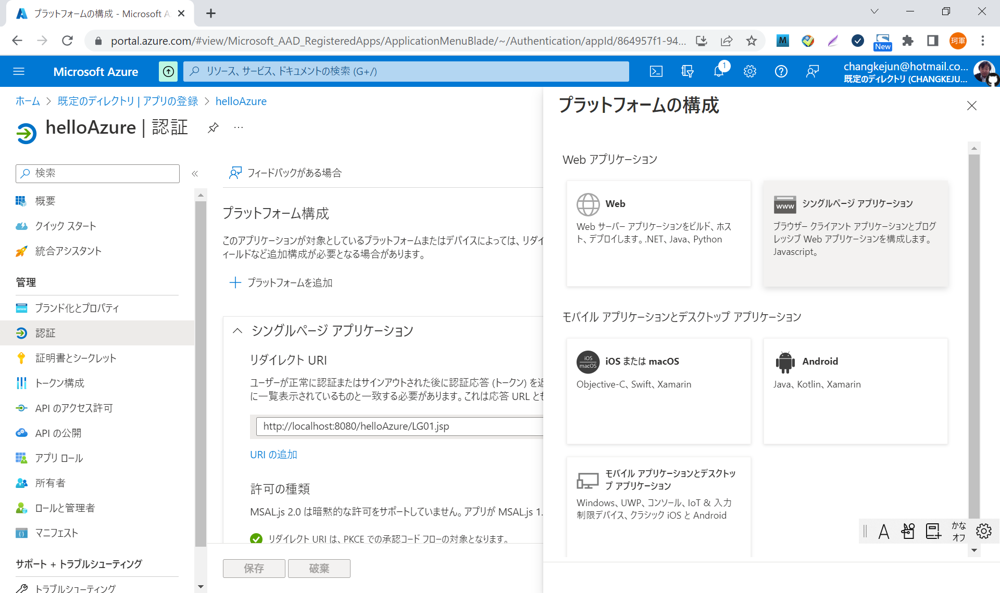 プラットフォームの構成 - Microsoft A
portal.azure.com/#view/Microsoft_AAD_RegisteredApps/ApplicationMenuBlade/~/Authentication/appId/864957f1-94...
M
New
珂軍
Microsoft Azure
リソース、サービス、ドキュメントの検索 (G+/)
1
changkejun@hotmail.co...
既定のディレクトリ (CHANGKEJU...
ホーム > 既定のディレクトリ | アプリの登録 > helloAzure
helloAzure | 認証
...
検索
«
概要
クイック スタート
統合アシスタント
管理
ブランド化とプロパティ
認証
証明書とシークレット
トークン構成
API のアクセス許可
API の公開
アプリ ロール
所有者
ロールと管理者
マニフェスト
サポート + トラブルシューティング
トラブルシューティング
フィードバックがある場合
プラットフォーム構成
このアプリケーションが対象としているプラットフォームまたはデバイスによっては、リダイ
ィールドなど追加構成が必要となる場合があります。
プラットフォームを追加
シングルページ アプリケーション
リダイレクト URI
ユーザーが正常に認証またはサインアウトされた後に認証応答 (トークン) を返
に一覧表示されているものと一致する必要があります。これは応答 URL とも
http://localhost:8080/helloAzure/LG01.jsp
URI の追加
許可の種類
MSAL.js 2.0 は暗黙的な許可をサポートしていません。アプリが MSAL.js 1.
リダイレクト URI は、PKCE での承認コード フローの対象となります。
保存
破棄
プラットフォームの構成
Web アプリケーション
Web
Web サーバー アプリケーションをビルド、ホス
ト、デプロイします。.NET、Java、Python
www
シングルページ アプリケーション
ブラウザー クライアント アプリケーションとプログ
レッシブ Web アプリケーションを構成します。
Javascript。
モバイル アプリケーションとデスクトップ アプリケーション
iOS
macOS
iOS または macOS
Objective-C、Swift、Xamarin
Android
Java、Kotlin、Xamarin
モバイル アプリケーションとデスクトッ
プ アプリケーション
Windows、UWP、コンソール、IoT & 入力
制限デバイス、クラシック iOS と Android
A
かな
オフ